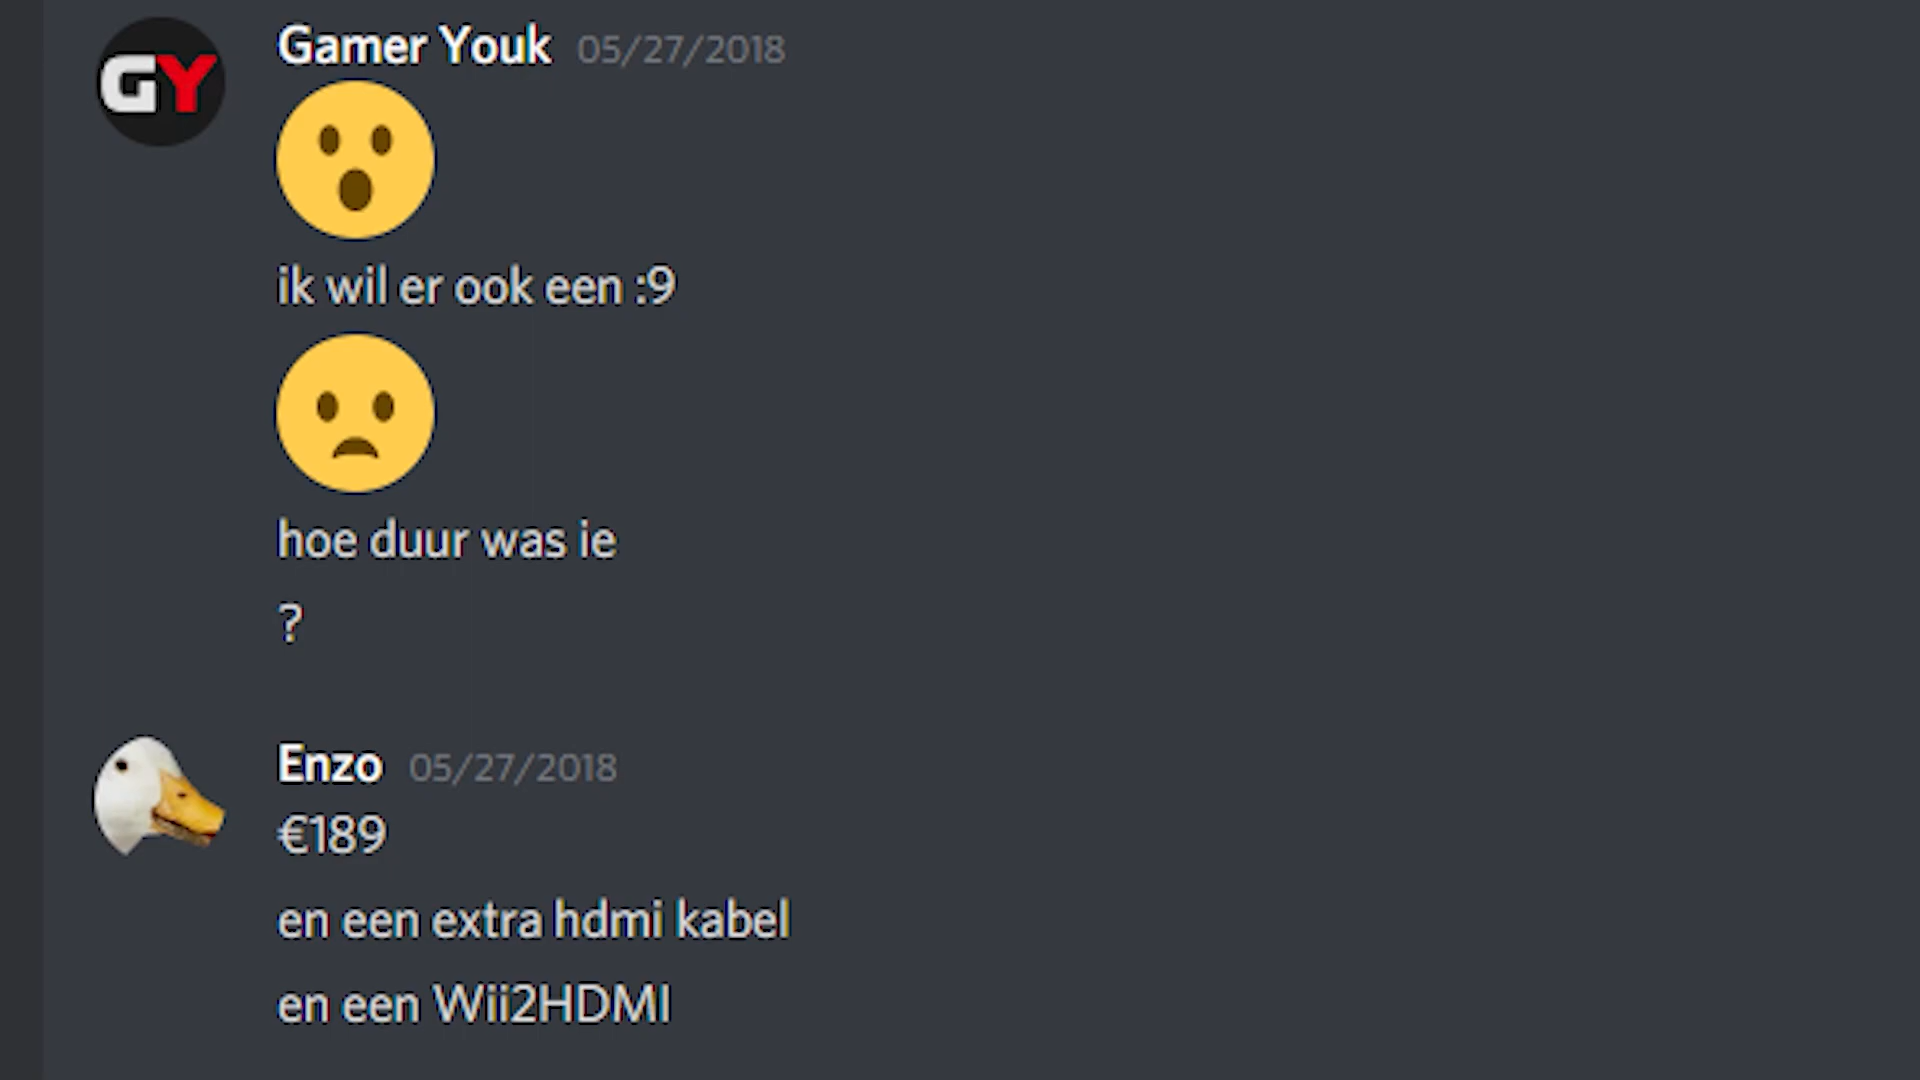 GY
Gamer Youk 05/27/2018
ik wil er ook een :9
hoe duur was ie
?
Enzo 05/27/2018
€189
en een extra hdmi kabel
en een Wii2HDMI